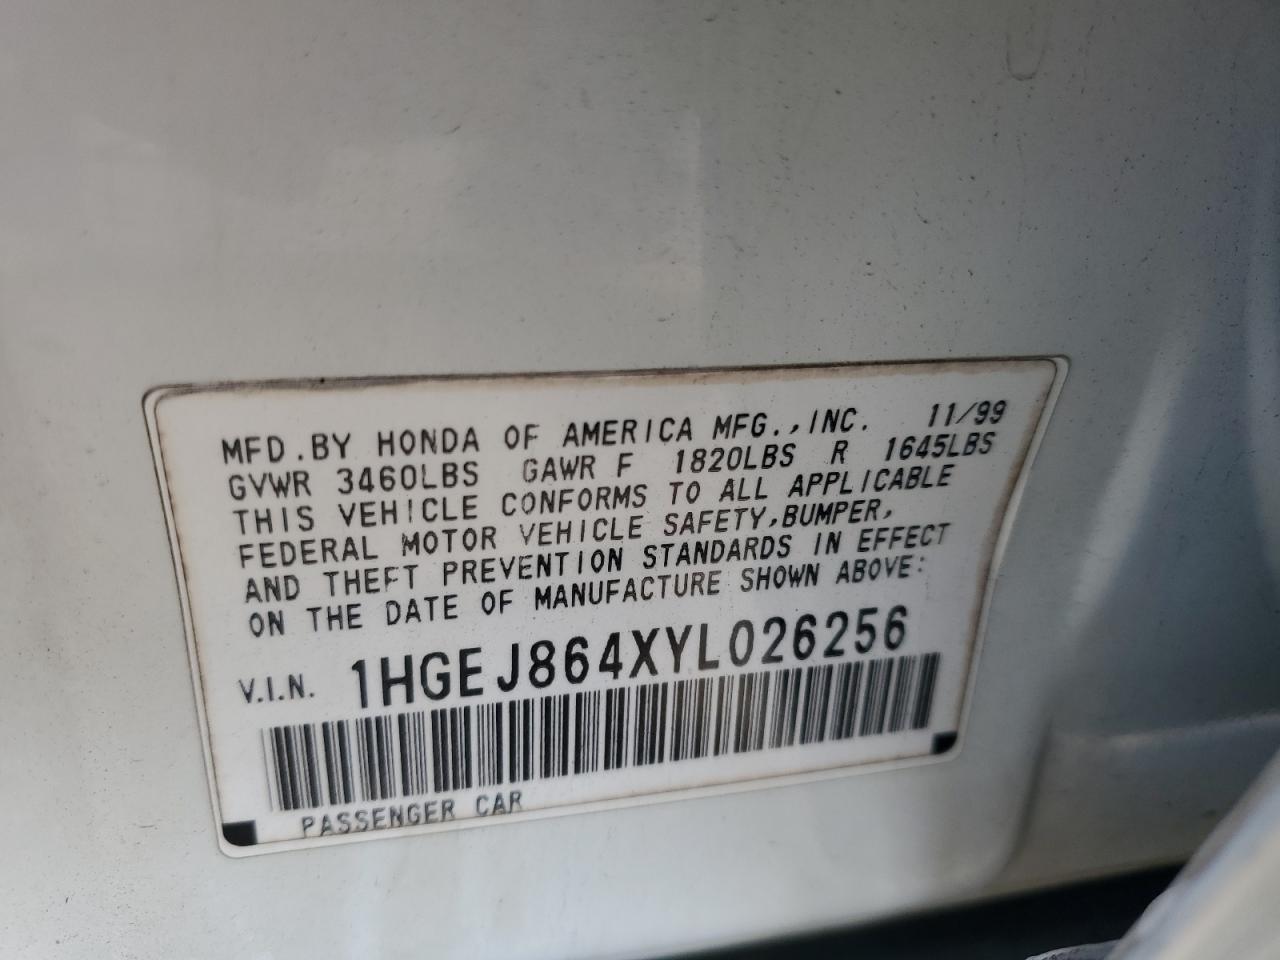 MFD.BY HONDA OF AMERICA MFG.,INC. 11/99
GVWR 3460LBS GAWR F 1820LBS R 1645LBS
THIS VEHICLE CONFORMS TO ALL APPLICABLE
FEDERAL MOTOR VEHICLE SAFETY,BUMPER,
AND THEFT PREVENTION STANDARDS IN EFFECT
ON THE DATE OF MANUFACTURE SHOWN ABOVE:
V.I.N. 1HGEJ864XYL026256
PASSENGER CAR